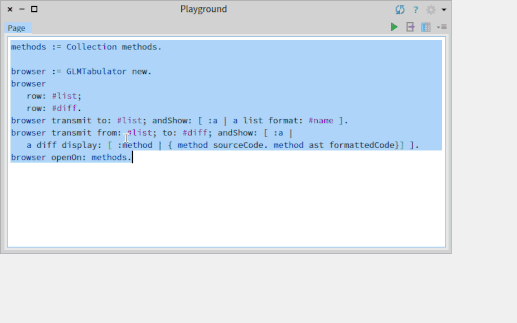 Playground
?
Page
methods := Collection methods.
browser := GLMTabulator new.
browser
row: #list;
row: #diff.
browser transmit to: #list; andShow: [ :a | a list format: #name ].
browser transmit from: #list; to: #diff; andShow: [ :a |
a diff display: [ :method | { method sourceCode. method ast formattedCode}] ].
browser openOn: methods.